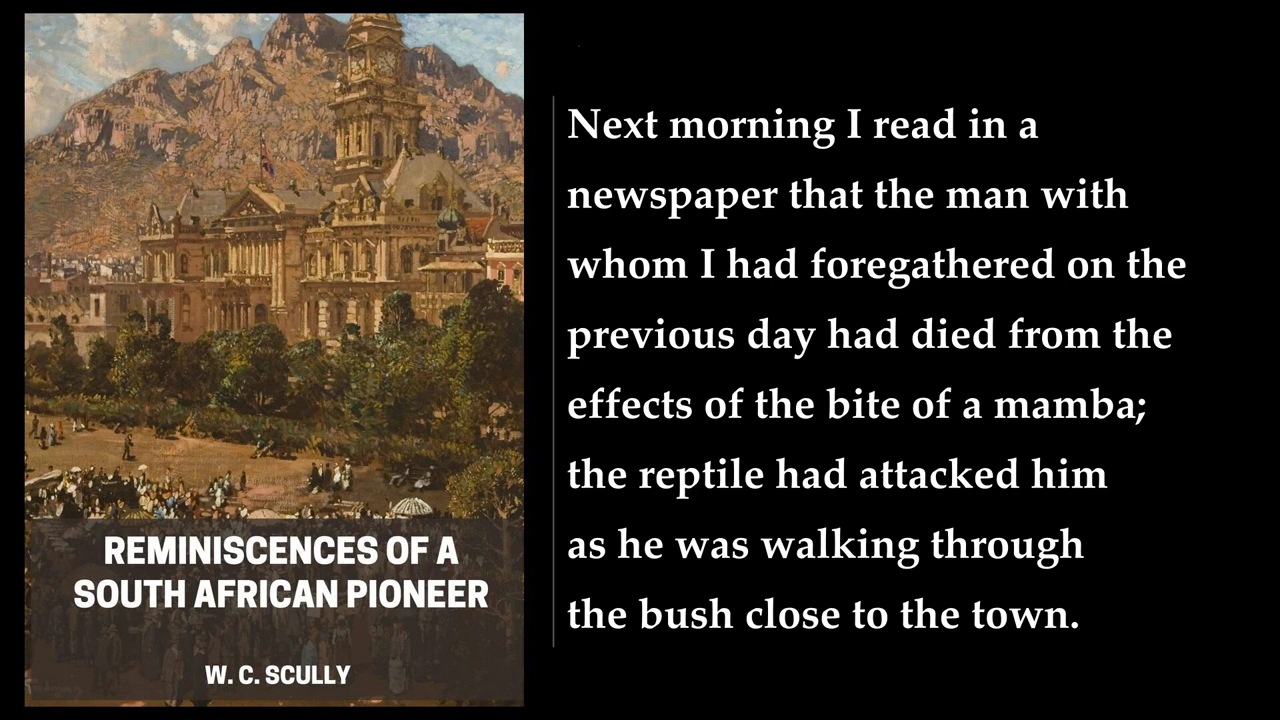 REMINISCENCES OF A
SOUTH AFRICAN PIONEER
W. C. SCULLY
Next morning I read in a
newspaper that the man with
whom I had foregathered on the
previous day had died from the
effects of the bite of a mamba;
the reptile had attacked him
as he was walking through
the bush close to the town.